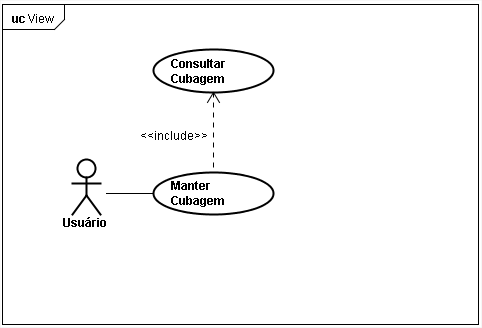 uc View
Consultar
Cubagem
<<include>>
Manter
Cubagem
Usuário